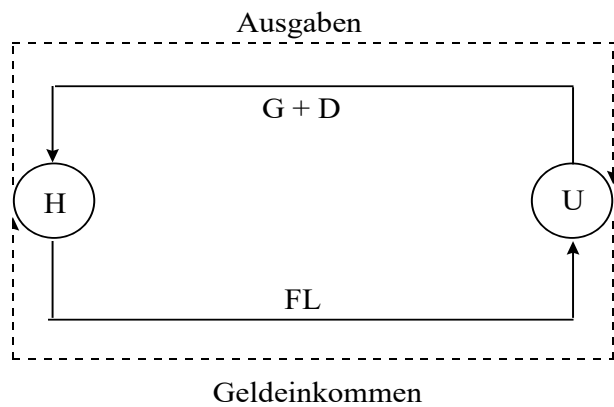 Ausgaben
G + D
H
U
FL
Geldeinkommen